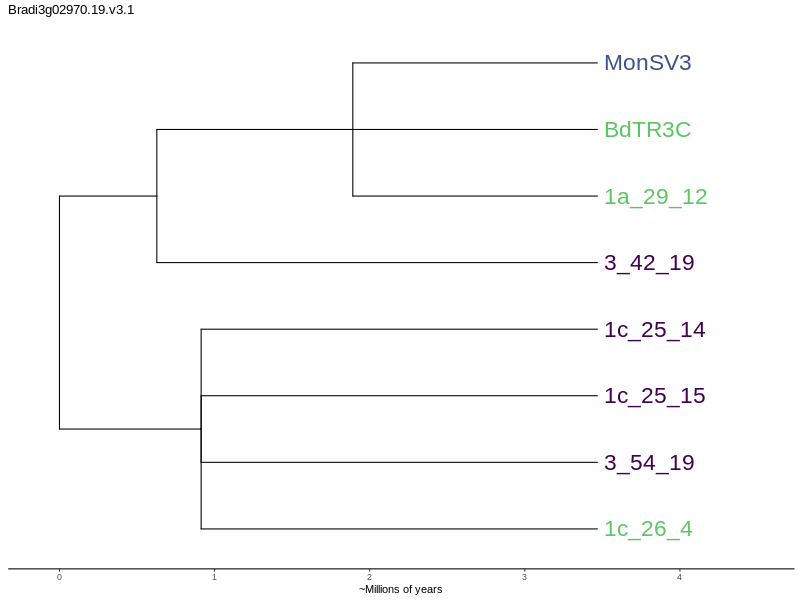 Bradi3g02970.19.v3.1
MonSV3
BdTR3C
1a_29_12
3_42_19
1c_25_14
1c_25_15
3_54_19
1c_26_4
0 1 2 3 4
~Millions of years